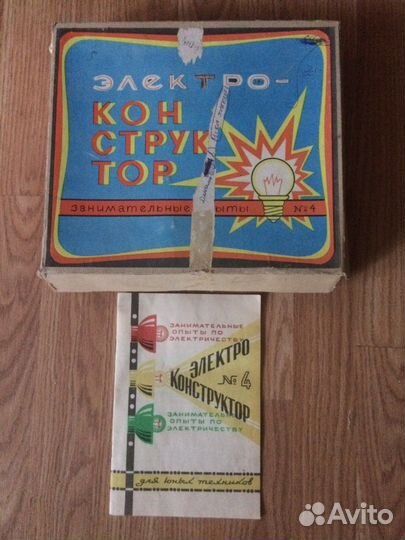 ЭЛЕКТРО-
КОН
СТРУК
ТОР
занимательные опыты №4
ЗАНИМАТЕЛЬНЫЕ
ОПЫТЫ ПО
ЭЛЕКТРИЧЕСТВУ
ЭЛЕКТРО
КОНСТРУКТОР
№4
ЗАНИМАТЕЛЬНЫЕ
ОПЫТЫ ПО
ЭЛЕКТРИЧЕСТВУ
для юных техников
Avito